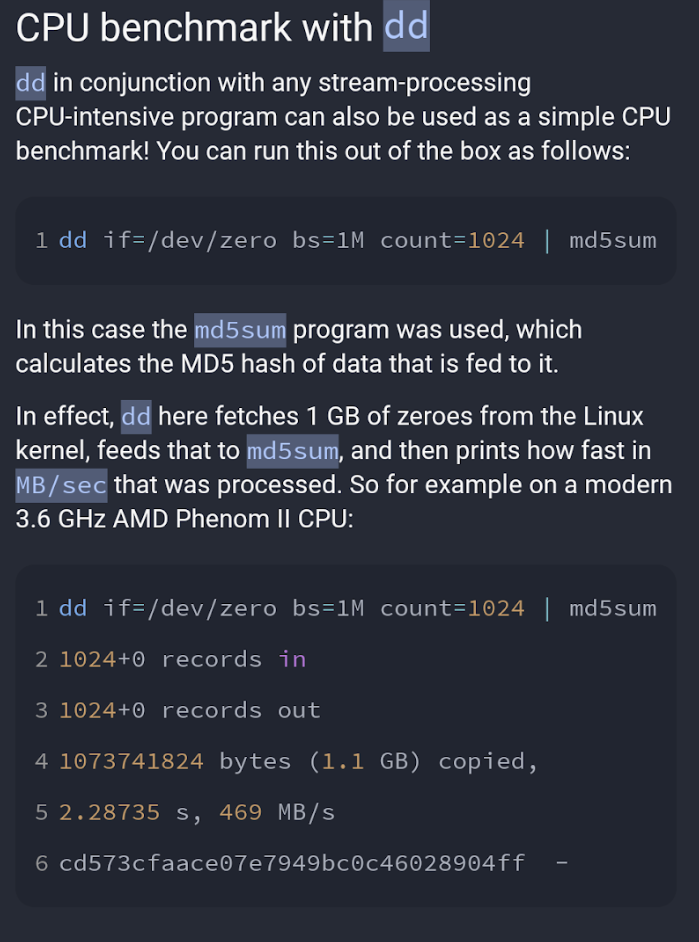 CPU benchmark with dd
dd in conjunction with any stream-processing
CPU-intensive program can also be used as a simple CPU
benchmark! You can run this out of the box as follows:
1 dd if=/dev/zero bs=1M count=1024 | md5sum
In this case the md5sum program was used, which
calculates the MD5 hash of data that is fed to it.
In effect, dd here fetches 1 GB of zeroes from the Linux
kernel, feeds that to md5sum, and then prints how fast in
MB/sec that was processed. So for example on a modern
3.6 GHz AMD Phenom II CPU:
1 dd if=/dev/zero bs=1M count=1024 | md5sum
2 1024+0 records in
3 1024+0 records out
4 1073741824 bytes (1.1 GB) copied,
5 2.28735 s, 469 MB/s
6 cd573cfaace07e7949bc0c46028904ff  -